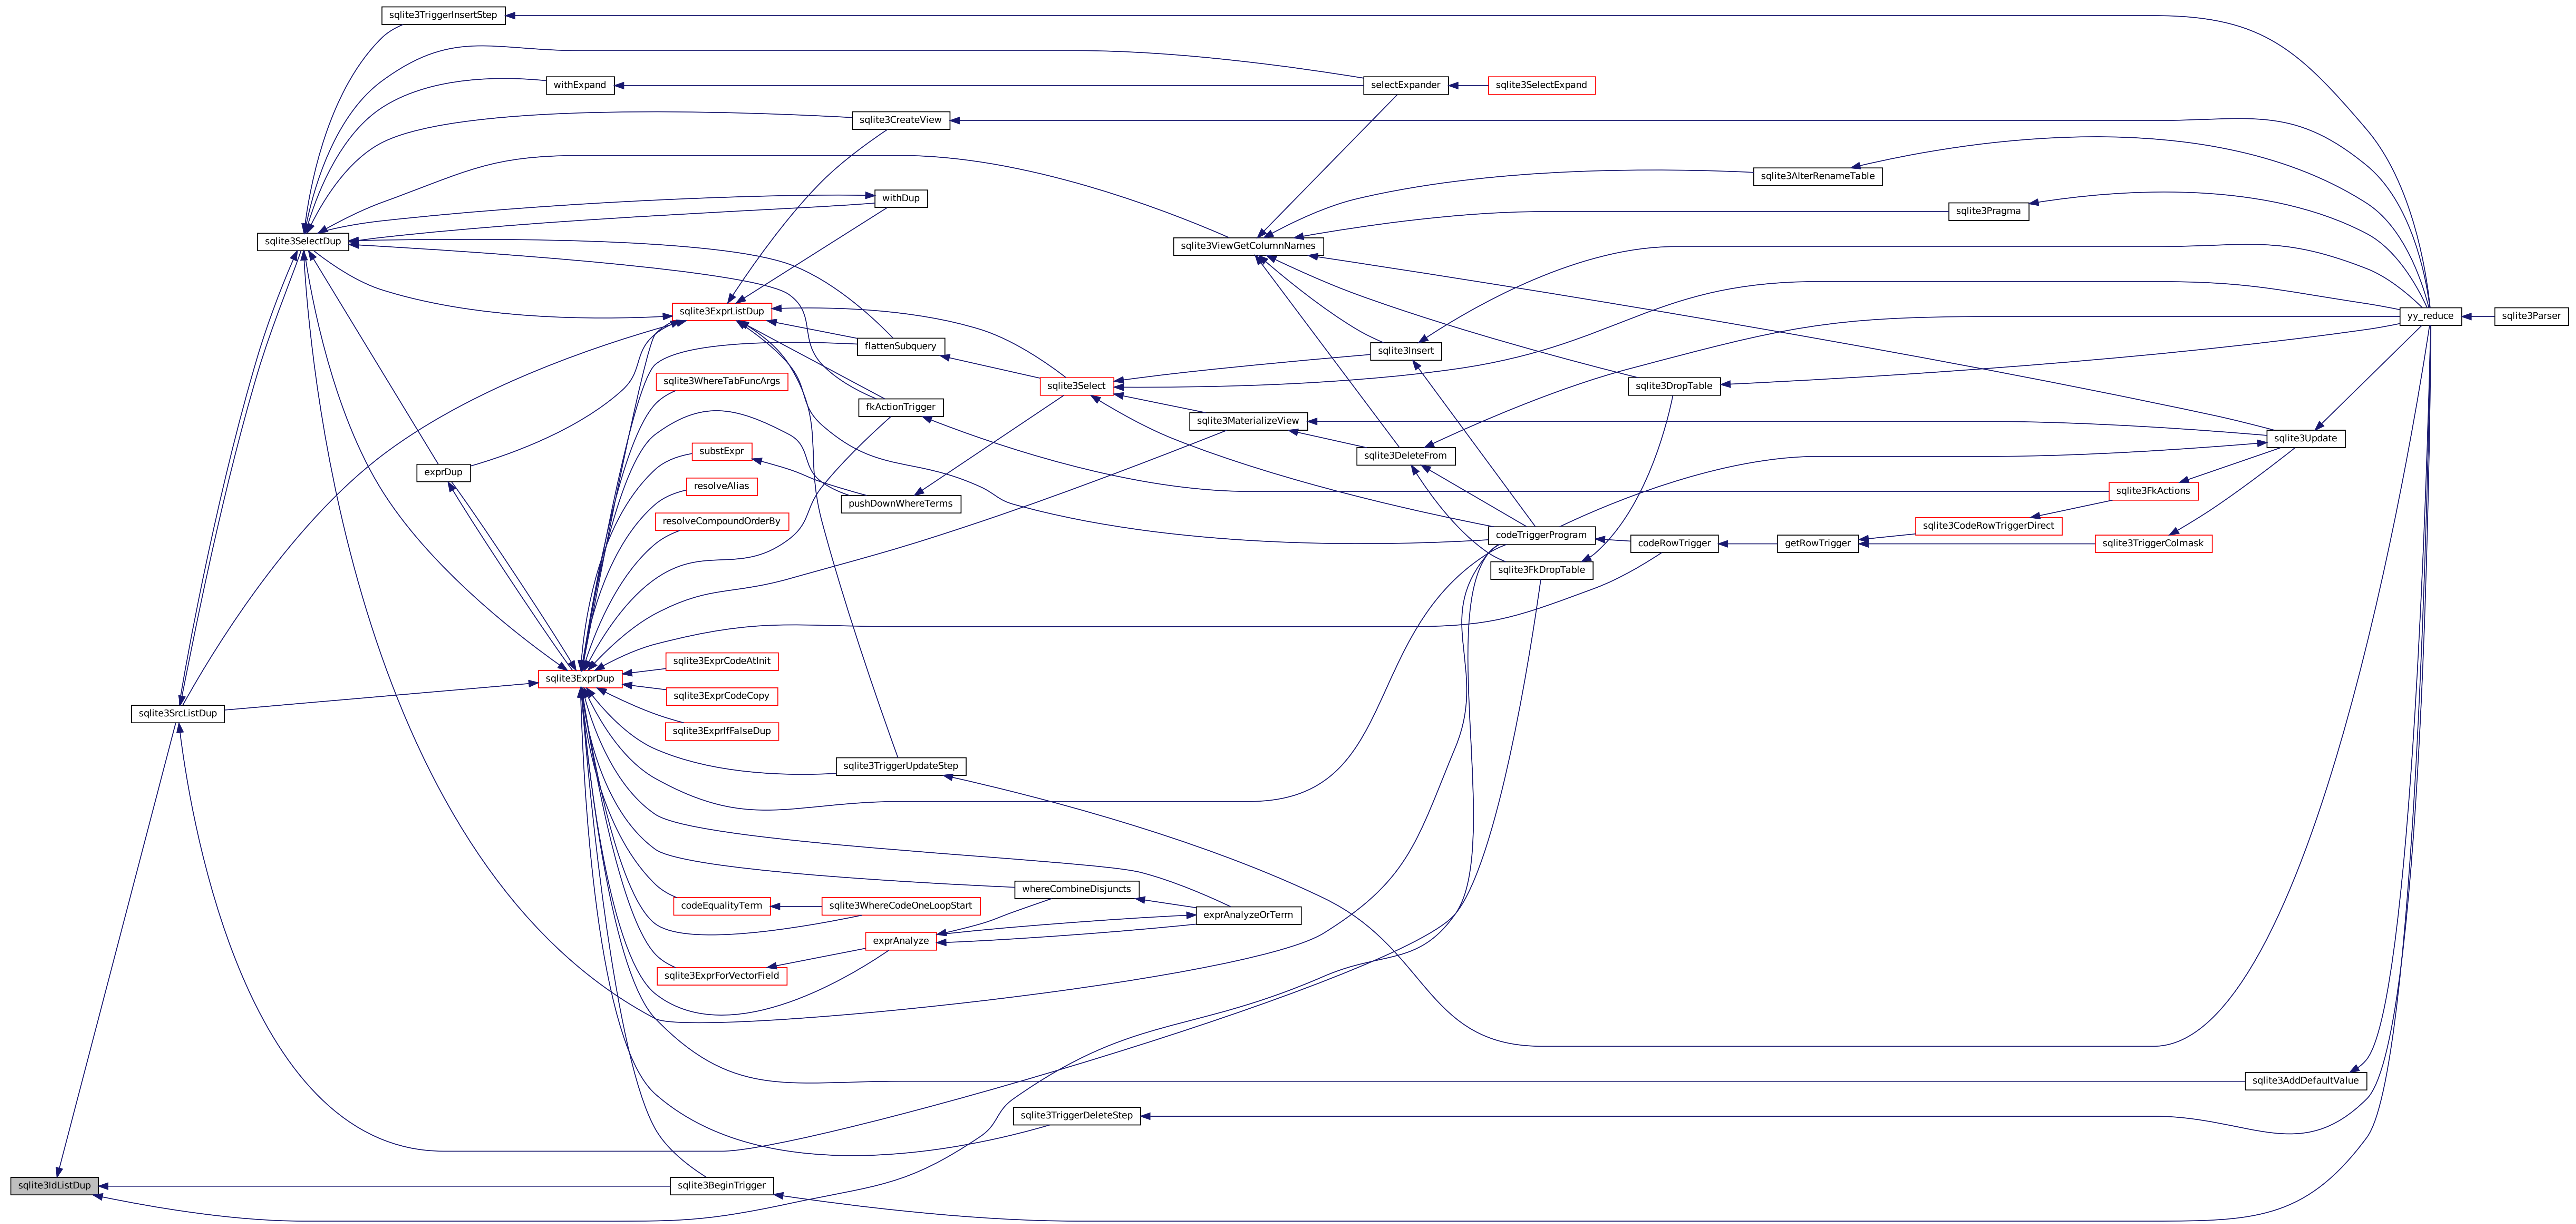 sqlite3TriggerInsertStep
withExpand
selectExpander
sqlite3SelectExpand
sqlite3CreateView
sqlite3AlterRenameTable
withDup
sqlite3Pragma
sqlite3SelectDup
sqlite3ViewGetColumnNames
sqlite3ExprListDup
yy_reduce
sqlite3Parser
flattenSubquery
sqlite3Insert
sqlite3WhereTabFuncArgs
sqlite3Select
sqlite3DropTable
fkActionTrigger
sqlite3MaterializeView
sqlite3Update
substExpr
sqlite3DeleteFrom
exprDup
resolveAlias
sqlite3FkActions
pushDownWhereTerms
resolveCompoundOrderBy
sqlite3CodeRowTriggerDirect
codeTriggerProgram
codeRowTrigger
getRowTrigger
sqlite3TriggerColmask
sqlite3FkDropTable
sqlite3ExprCodeAtInit
sqlite3ExprDup
sqlite3ExprCodeCopy
sqlite3SrcListDup
sqlite3ExprIfFalseDup
sqlite3TriggerUpdateStep
whereCombineDisjuncts
codeEqualityTerm
sqlite3WhereCodeOneLoopStart
exprAnalyzeOrTerm
exprAnalyze
sqlite3ExprForVectorField
sqlite3AddDefaultValue
sqlite3TriggerDeleteStep
sqlite3IdListDup
sqlite3BeginTrigger